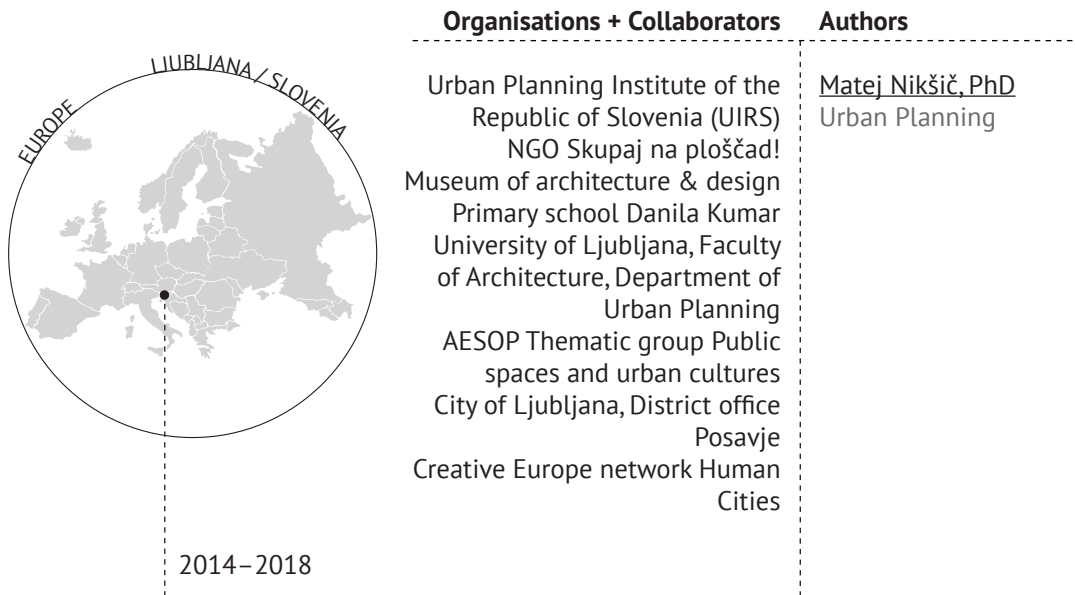 EUROPE
LJUBLJANA / SLOVENIA
2014–2018
Organisations + Collaborators
Urban Planning Institute of the
Republic of Slovenia (UIRS)
NGO Skupaj na ploščad!
Museum of architecture & design
Primary school Danila Kumar
University of Ljubljana, Faculty
of Architecture, Department of
Urban Planning
AESOP Thematic group Public
spaces and urban cultures
City of Ljubljana, District office
Posavje
Creative Europe network Human
Cities
Authors
Matej Nikšič, PhD
Urban Planning